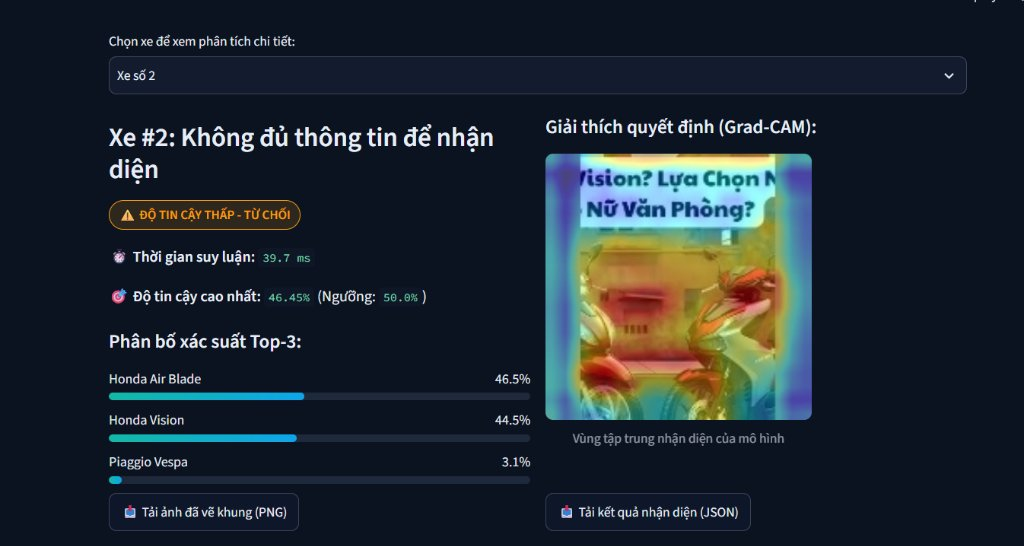 Chọn xe để xem phân tích chi tiết:
Xe số 2
Xe #2: Không đủ thông tin để nhận
diện
ĐỘ TIN CẬY THẤP - TỪ CHỐI
Thời gian suy luận: 39.7 ms
Độ tin cậy cao nhất: 46.45% (Ngưỡng: 50.0% )
Phân bố xác suất Top-3:
Honda Air Blade 46.5%
Honda Vision 44.5%
Piaggio Vespa 3.1%
Tải ảnh đã vẽ khung (PNG)
Giải thích quyết định (Grad-CAM):
Vision? Lựa Chọn
Nữ Văn Phòng?
Vùng tập trung nhận diện của mô hình
Tải kết quả nhận diện (JSON)